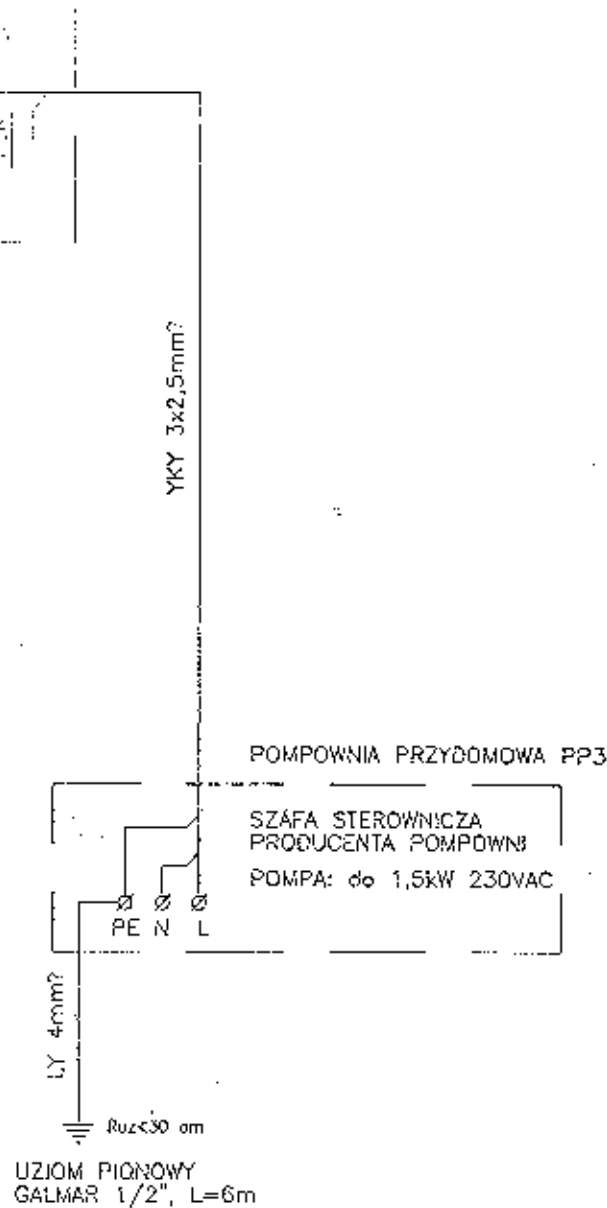 YKY 3x2,5mm?
POMPOWNIA PRZYDOMOWA PP3
SZAFA STEROWNICZA
PRODUCENTA POMPOWNI
POMPA: do 1,5kW 230VAC
PE N L
LY 4mm?
Ruz<30 om
UZIOM PIONOWY
GALMAR 1/2", L=6m